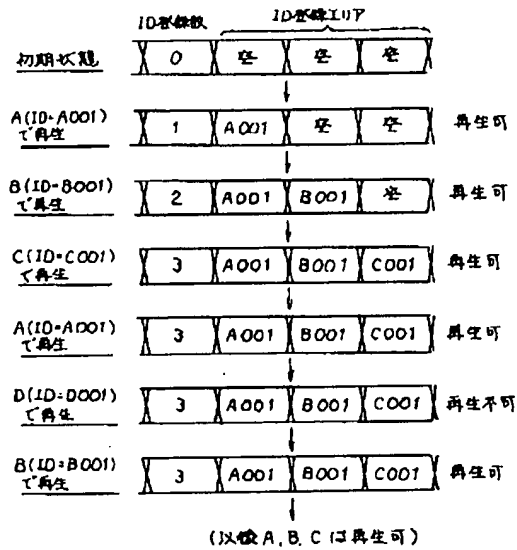 ID登録数 ID登録エリア
初期状態 0 空 空 空
A(ID=A001)
で再生 1 A001 空 空 再生可
B(ID=B001)
で再生 2 A001 B001 空 再生可
C(ID=C001)
で再生 3 A001 B001 C001 再生可
A(ID=A001)
で再生 3 A001 B001 C001 再生可
D(ID=D001)
で再生 3 A001 B001 C001 再生不可
B(ID=B001)
で再生 3 A001 B001 C001 再生可
(以後A,B,Cは再生可)